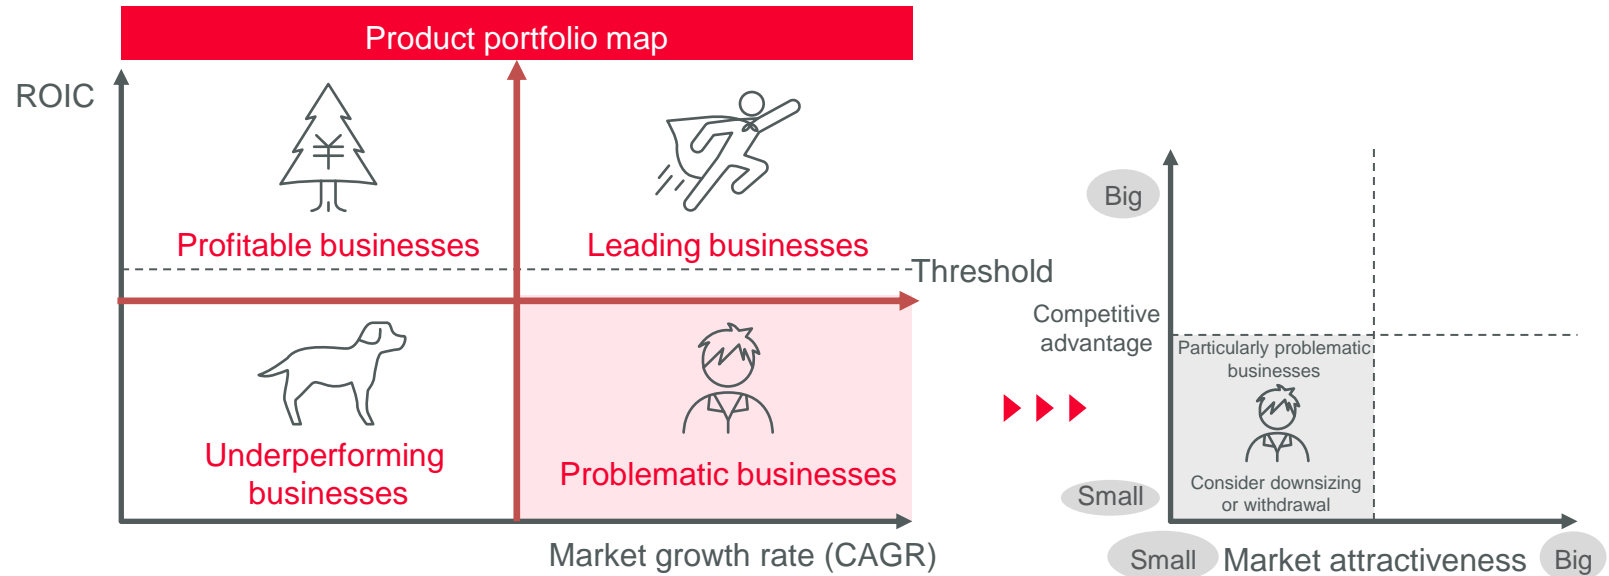 Product portfolio map
ROIC
¥
Profitable businesses
Leading businesses
Threshold
Underperforming
businesses
Problematic businesses
Market growth rate (CAGR)
Big
Competitive
advantage
Particularly problematic
businesses
Consider downsizing
or withdrawal
Small
Small
Market attractiveness
Big